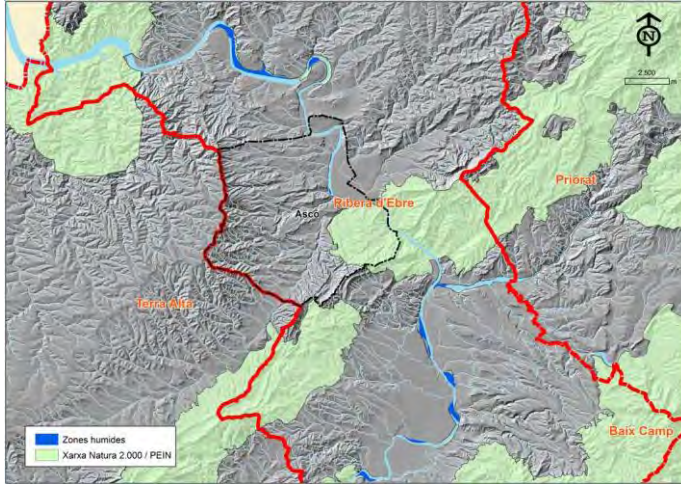 N
2.500
m
Priorat
Ribera d'Ebre
Ascó
Terra Alta
Baix Camp
Zones humides
Xarxa Natura 2.000 / PEIN